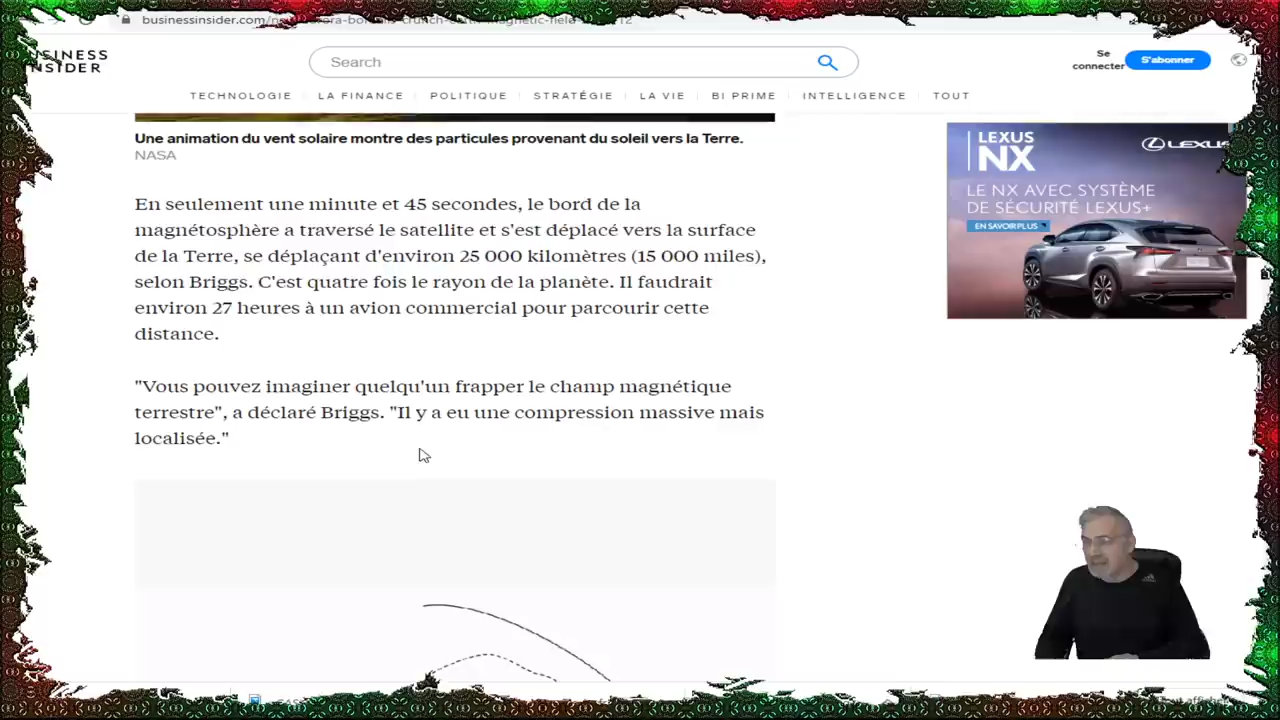 businessinsider.com/
USINESS
NSIDER
Search
Se
connecter
S'abonner
TECHNOLOGIE
LA FINANCE
POLITIQUE
STRATÉGIE
LA VIE
BI PRIME
INTELLIGENCE
TOUT
Une animation du vent solaire montre des particules provenant du soleil vers la Terre.
NASA
En seulement une minute et 45 secondes, le bord de la
magnétosphère a traversé le satellite et s'est déplacé vers la surface
de la Terre, se déplaçant d'environ 25 000 kilomètres (15 000 miles),
selon Briggs. C'est quatre fois le rayon de la planète. Il faudrait
environ 27 heures à un avion commercial pour parcourir cette
distance.
"Vous pouvez imaginer quelqu'un frapper le champ magnétique
terrestre", a déclaré Briggs. "Il y a eu une compression massive mais
localisée."
LEXUS
NX
LEXUS
LE NX AVEC SYSTÈME
DE SÉCURITÉ LEXUS+
EN SAVOIR PLUS